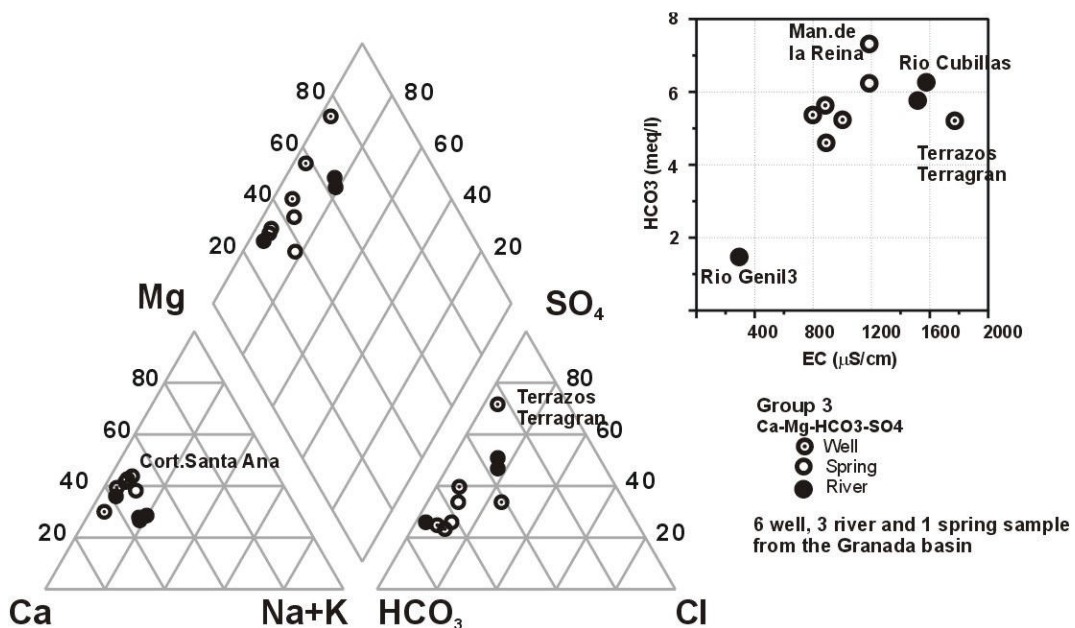 80 80
60 60
40 40
20 20
Mg SO4
80 80
60 60
40 40
20 20
Cort.Santa Ana
Terrazos
Terragran
Ca Na+K HCO3 Cl
HCO3 (meq/l)
8
6
4
2
400 800 1200 1600 2000
EC (µS/cm)
Man.de
la Reina
Rio Cubillas
Terrazos
Terragran
Rio Genil3
Group 3
Ca-Mg-HCO3-SO4
Well
Spring
River
6 well, 3 river and 1 spring sample
from the Granada basin